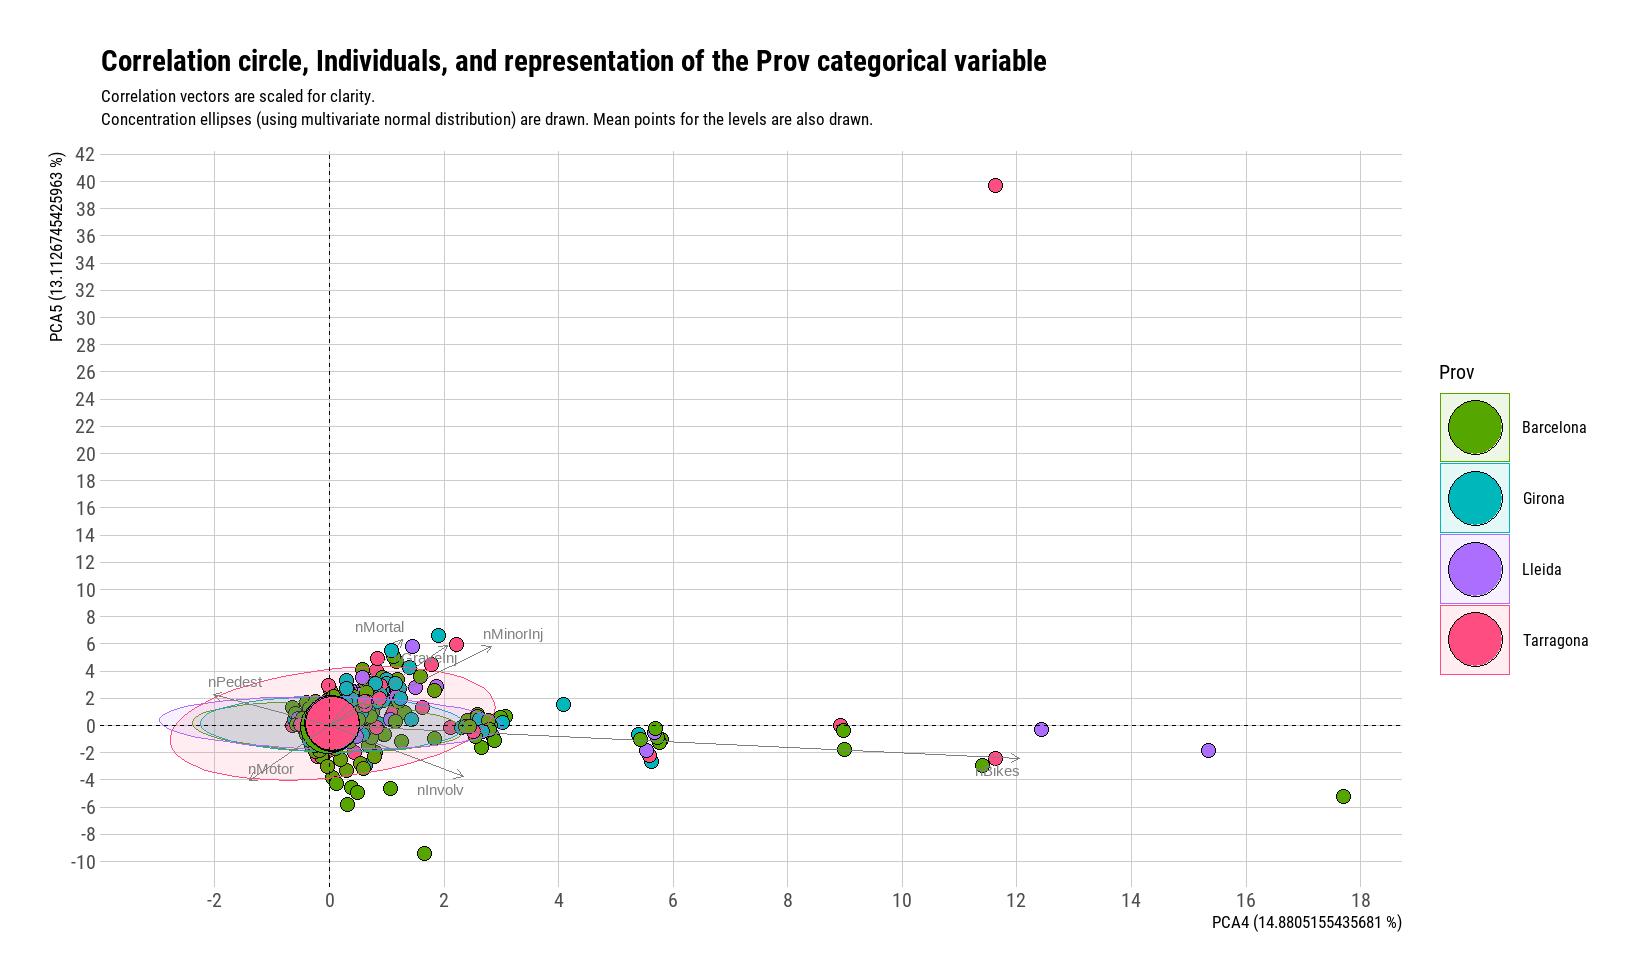 Correlation circle, Individuals, and representation of the Prov categorical variable
Correlation vectors are scaled for clarity.
Concentration ellipses (using multivariate normal distribution) are drawn. Mean points for the levels are also drawn.
PCA5 (13.1126745425963 %)
42
40
38
36
34
32
30
28
26
24
22
20
18
16
14
12
10
8
6
4
2
0
-2
-4
-6
-8
-10
nMortal
nMinorInj
nPedest
nMotor
nInvolv
nBikes
-2
0
2
4
6
8
10
12
14
16
18
PCA4 (14.8805155435681 %)
Prov
Barcelona
Girona
Lleida
Tarragona